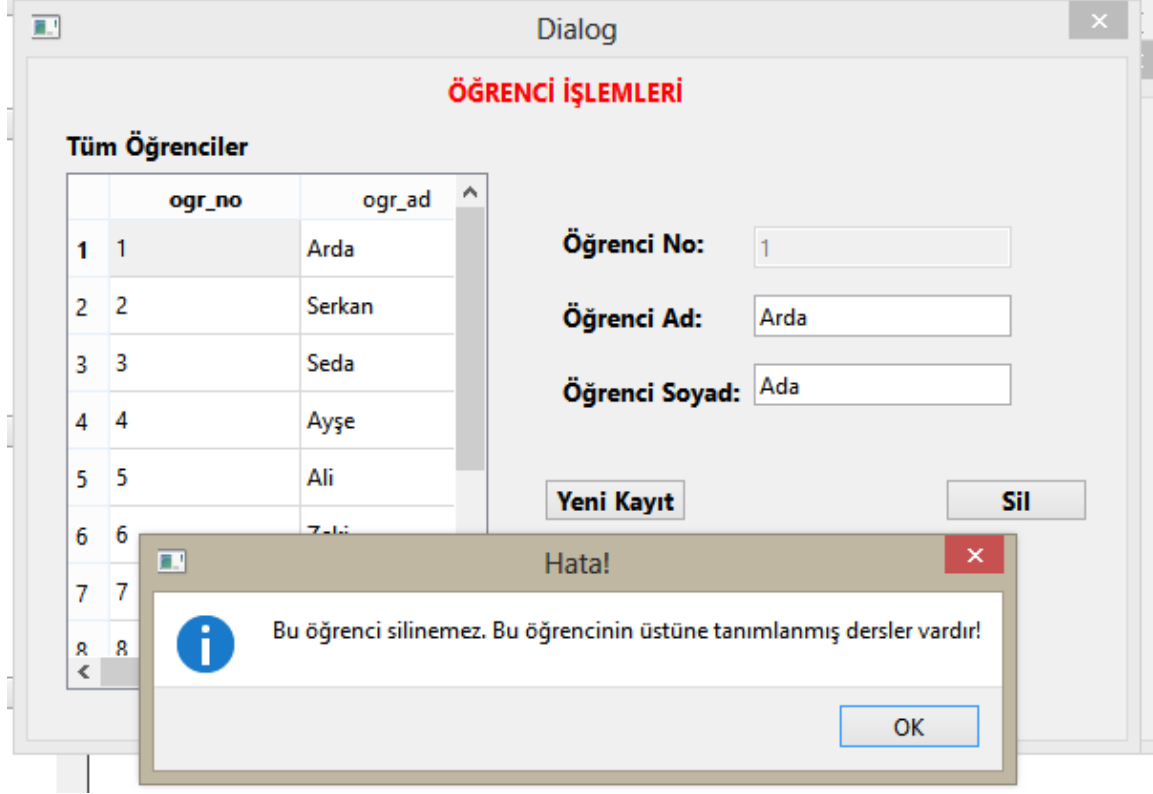 Dialog
ÖĞRENCİ İŞLEMLERİ
Tüm Öğrenciler
ogr_no ogr_ad
1 1 Arda
2 2 Serkan
3 3 Seda
4 4 Ayşe
5 5 Ali
6 6
7 7
8 8
Öğrenci No: 1
Öğrenci Ad: Arda
Öğrenci Soyad: Ada
Yeni Kayıt Sil
Hata!
Bu öğrenci silinemez. Bu öğrencinin üstüne tanımlanmış dersler vardır!
OK